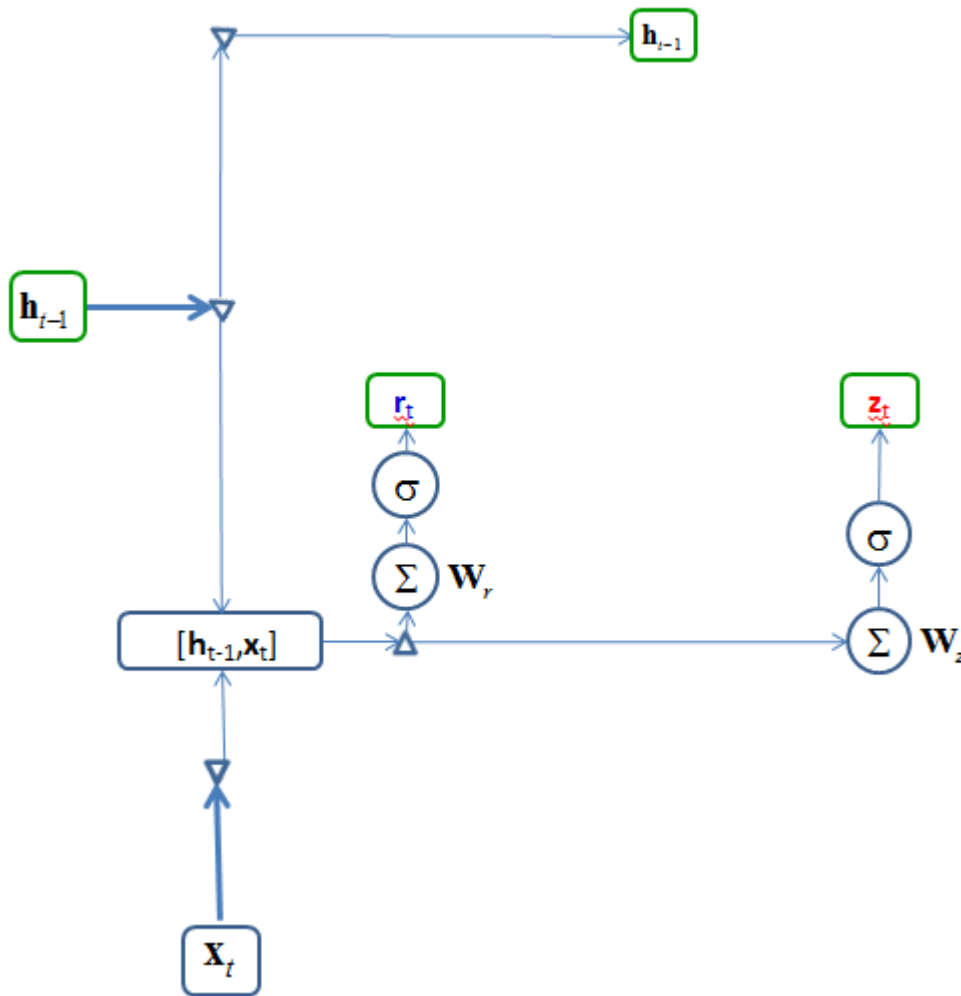 h_{t-1}
h_{t-1}
r_t
z_t
σ
σ
Σ W_r
[h_{t-1},x_t]
Σ W_z
X_t